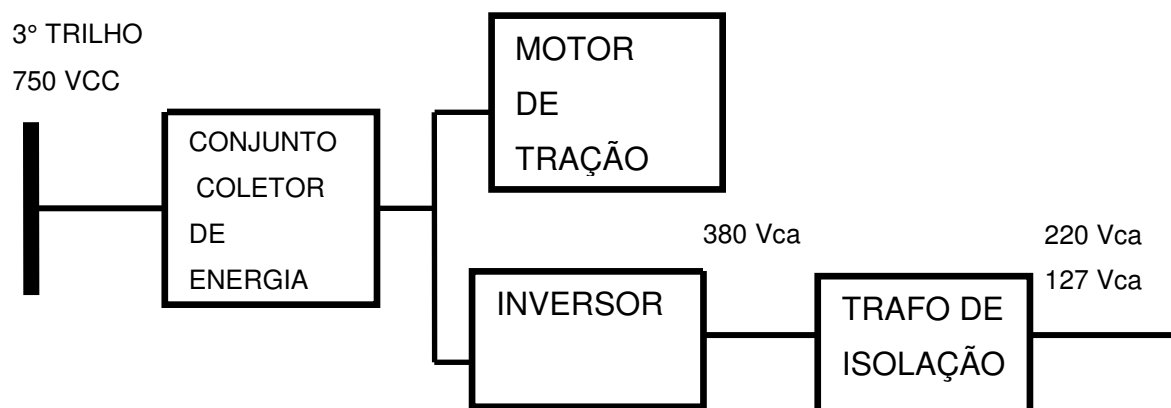 3° TRILHO
750 VCC
CONJUNTO
COLETOR
DE
ENERGIA
MOTOR
DE
TRAÇÃO
INVERSOR
380 Vca
TRAFO DE
ISOLAÇÃO
220 Vca
127 Vca